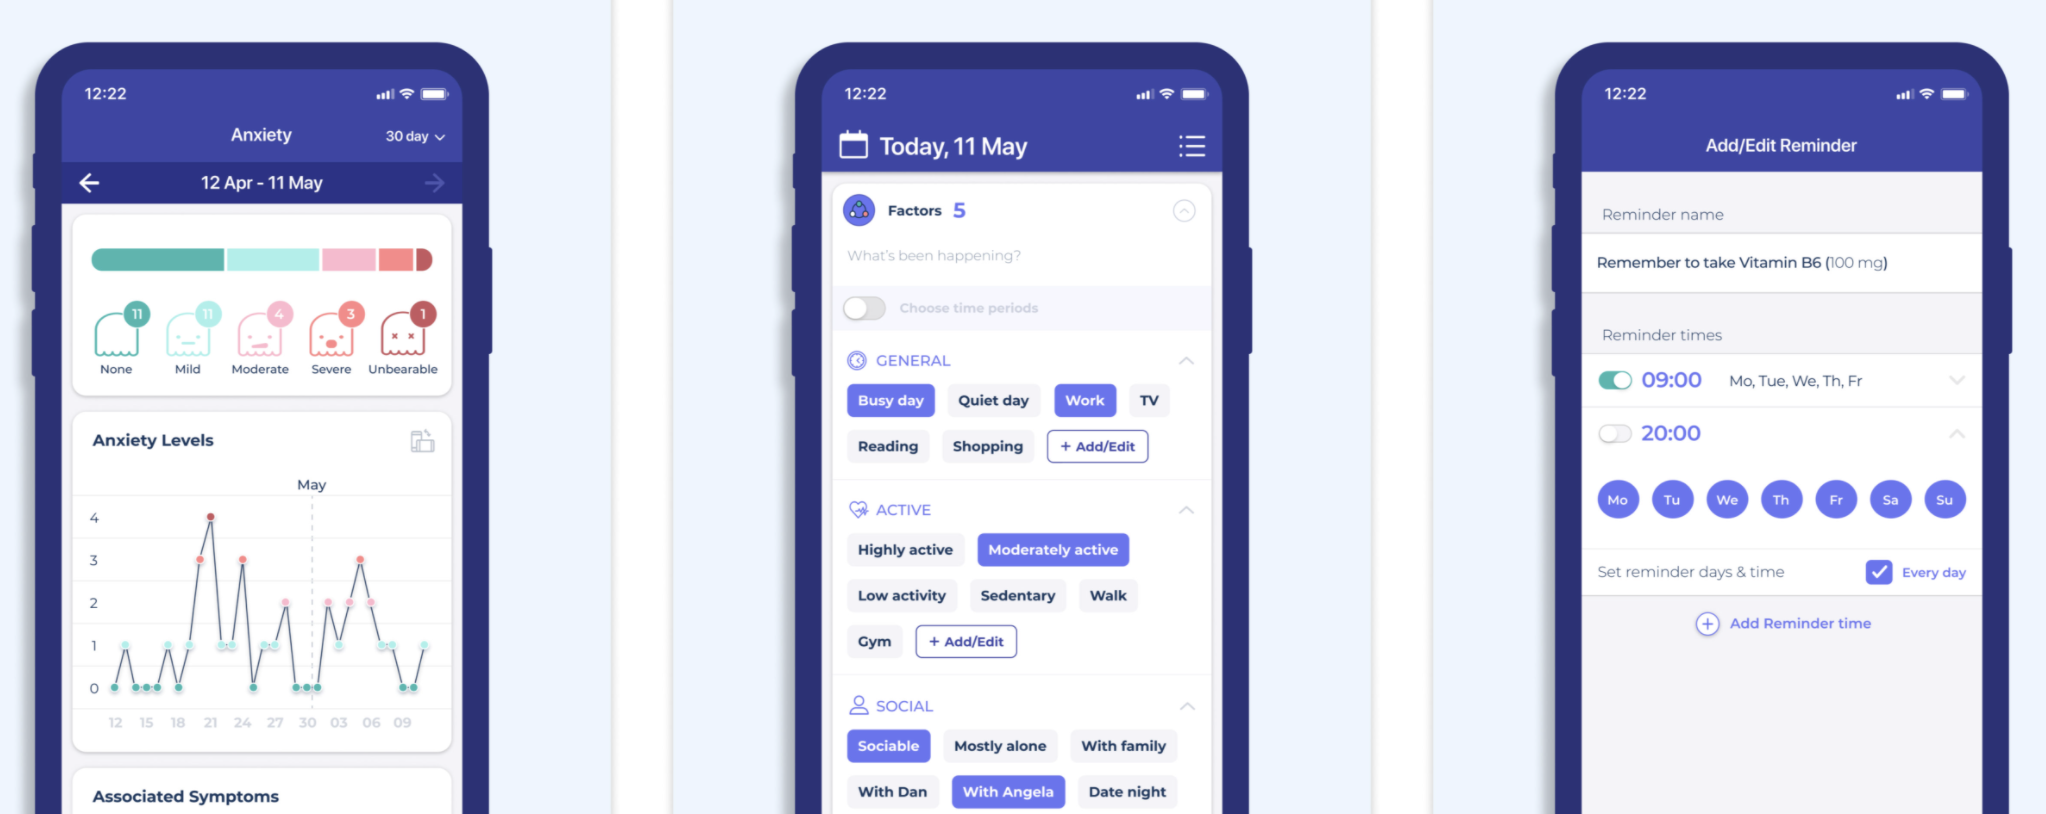 12:22
Anxiety
30 day
12 Apr - 11 May
11 11 4 3 1
None Mild Moderate Severe Unbearable
Anxiety Levels
May
4
3
2
1
0
12 15 18 21 24 27 30 03 06 09
Associated Symptoms
12:22
Today, 11 May
Factors 5
What's been happening?
Choose time periods
GENERAL
Busy day Quiet day Work TV
Reading Shopping + Add/Edit
ACTIVE
Highly active Moderately active
Low activity Sedentary Walk
Gym + Add/Edit
SOCIAL
Sociable Mostly alone With family
With Dan With Angela Date night
12:22
Add/Edit Reminder
Reminder name
Remember to take Vitamin B6 (100 mg)
Reminder times
09:00 Mo, Tue, We, Th, Fr
20:00
Mo Tu We Th Fr Sa Su
Set reminder days & time Every day
Add Reminder time